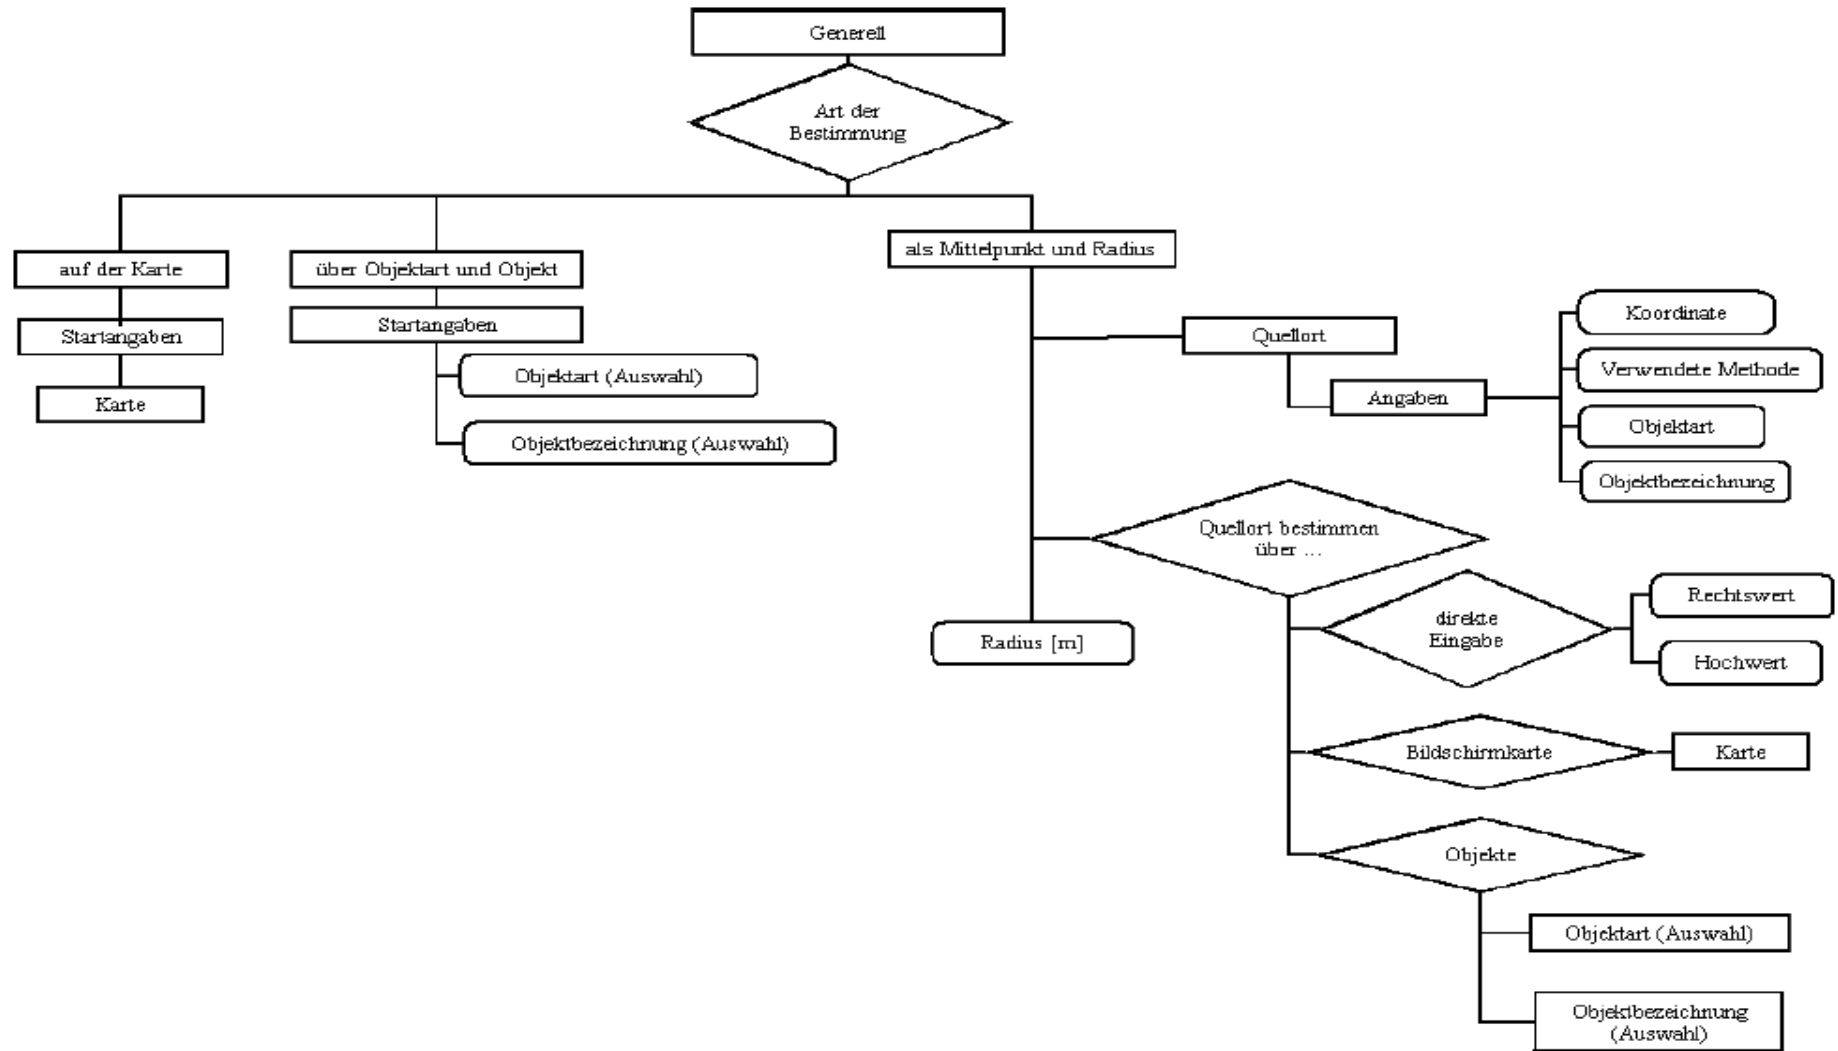 Generell
Art der
Bestimmung
auf der Karte
Startangaben
Karte
über Objektart und Objekt
Startangaben
Objektart (Auswahl)
Objektbezeichnung (Auswahl)
als Mittelpunkt und Radius
Quellort
Angaben
Koordinate
Verwendete Methode
Objektart
Objektbezeichnung
Quellort bestimmen
über ...
direkte
Eingabe
Rechtswert
Hochwert
Radius [m]
Bildschirmkarte
Karte
Objekte
Objektart (Auswahl)
Objektbezeichnung
(Auswahl)